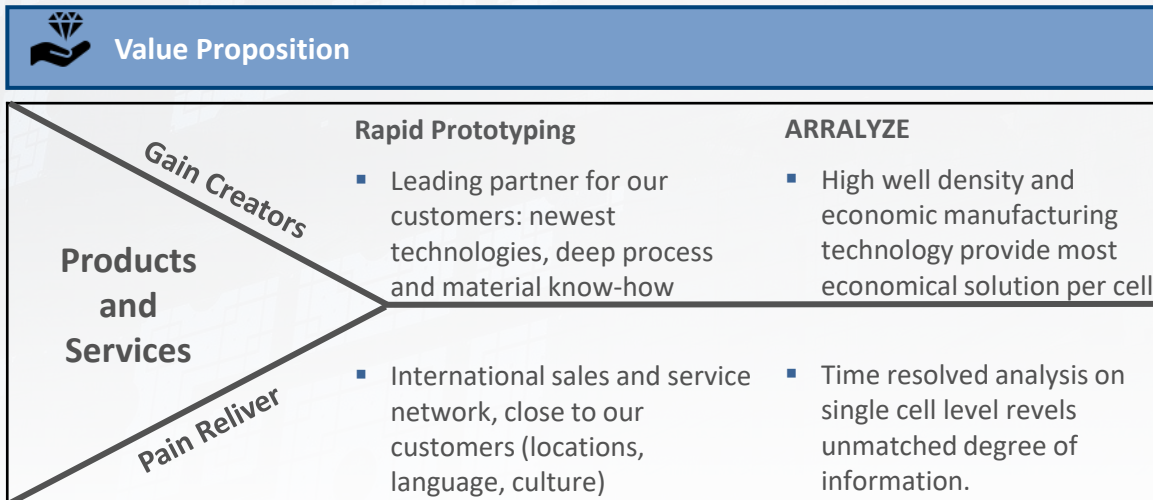 Value Proposition
Gain Creators
Products
and
Services
Pain Reliver
Rapid Prototyping
▪ Leading partner for our
customers: newest
technologies, deep process
and material know-how
▪ International sales and service
network, close to our
customers (locations,
language, culture)
ARRALYZE
▪ High well density and
economic manufacturing
technology provide most
economical solution per cell
▪ Time resolved analysis on
single cell level revels
unmatched degree of
information.